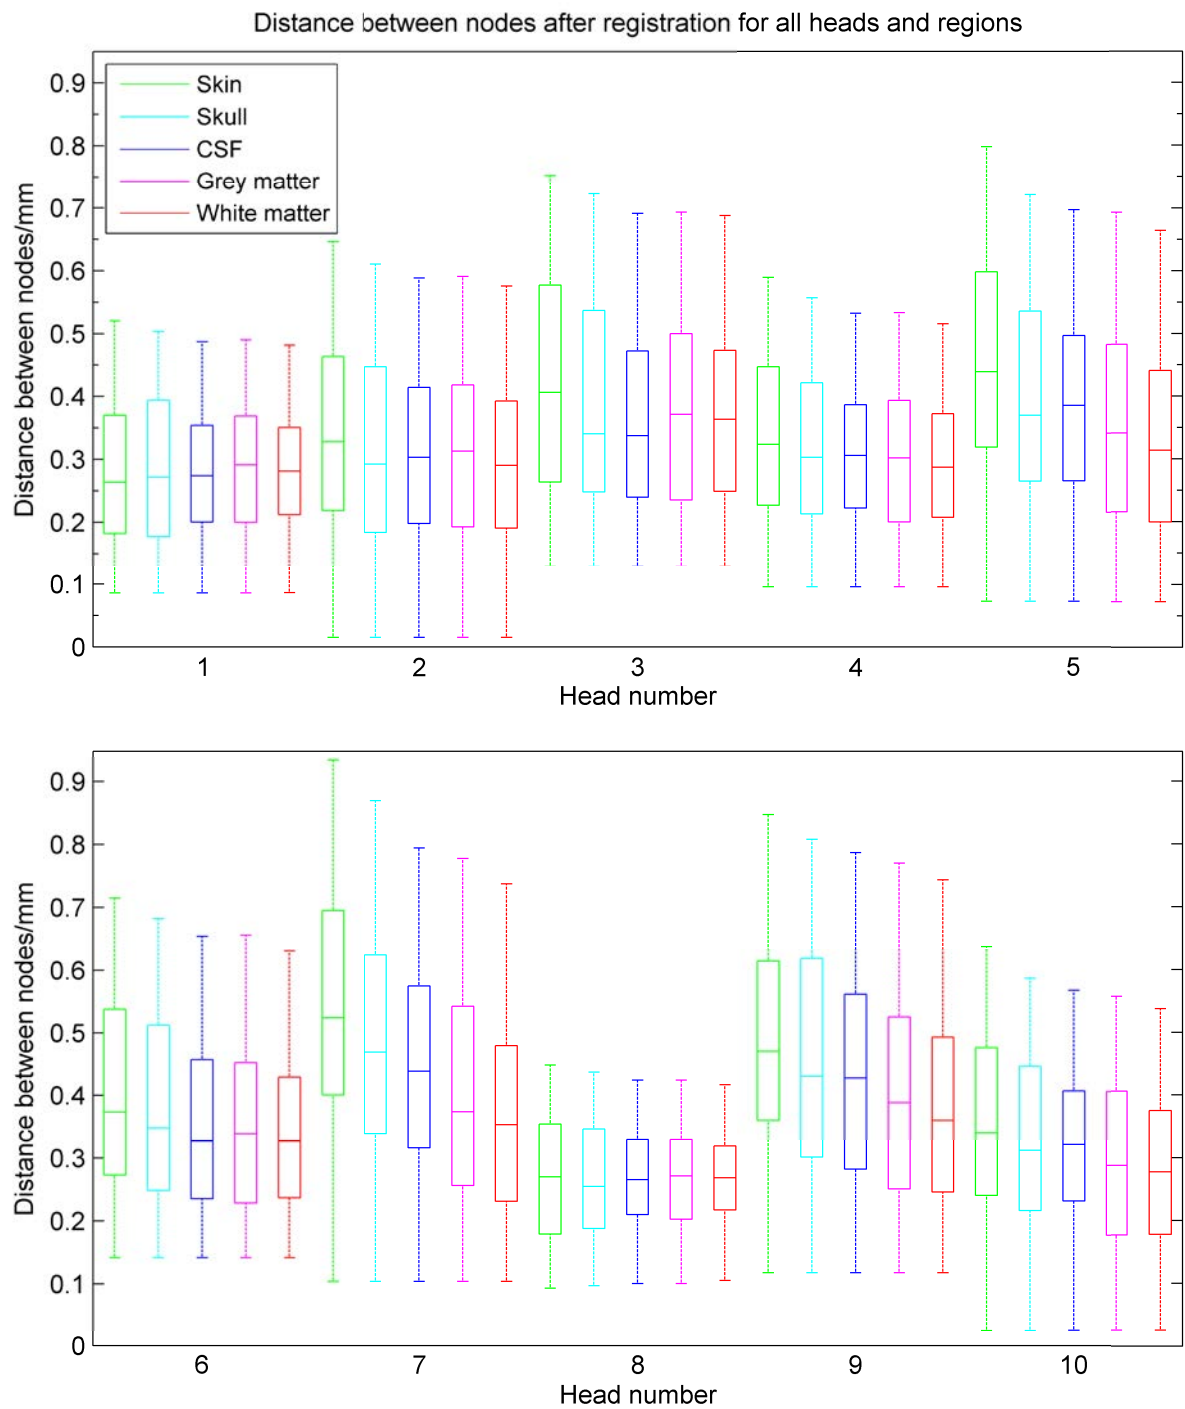 Distance between nodes after registration for all heads and regions
Distance between nodes/mm
0.9
0.8
0.7
0.6
0.5
0.4
0.3
0.2
0.1
0
Skin
Skull
CSF
Grey matter
White matter
1 2 3 4 5
Head number
Distance between nodes/mm
0.9
0.8
0.7
0.6
0.5
0.4
0.3
0.2
0.1
0
6 7 8 9 10
Head number